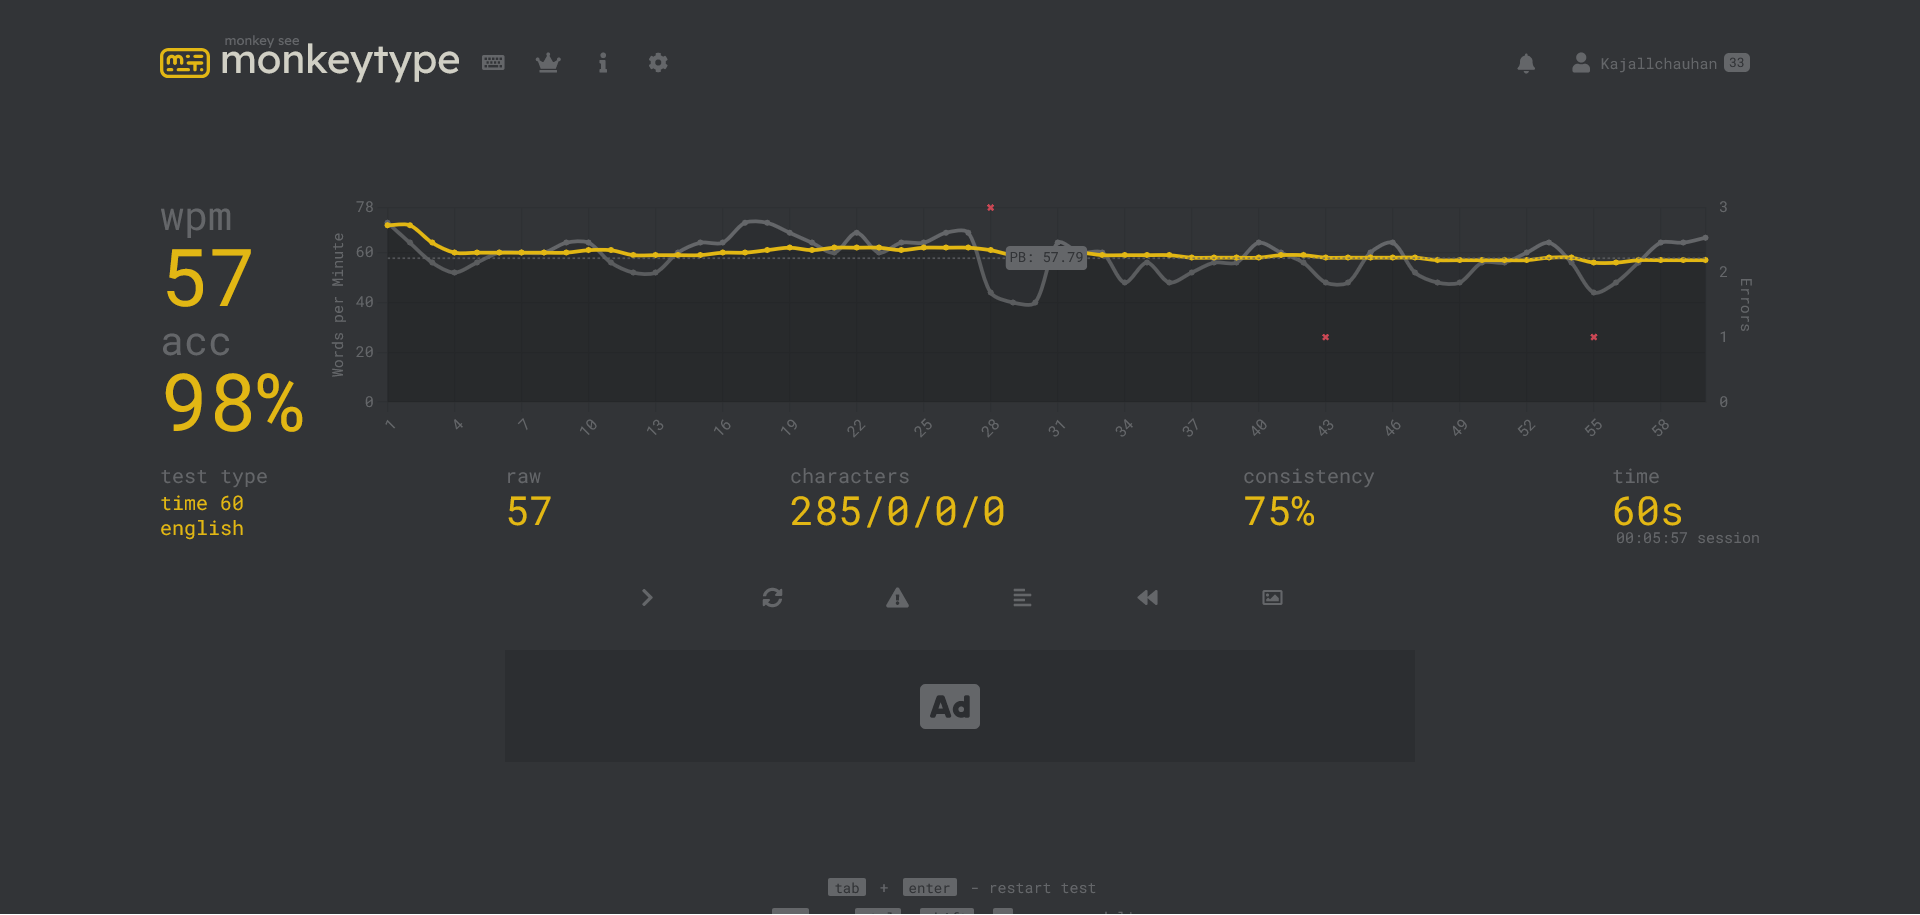 monkey see
monkeytype
Kajallchauhan 33
wpm
57
acc
98%
78
60
40
20
0
Words per Minute
PB: 57.79
3
2
1
0
Errors
1 4 7 10 13 16 19 22 25 28 31 34 37 40 43 46 49 52 55 58
test type
time 60
english
raw
57
characters
285/0/0/0
consistency
75%
time
60s
00:05:57 session
Ad
tab + enter - restart test